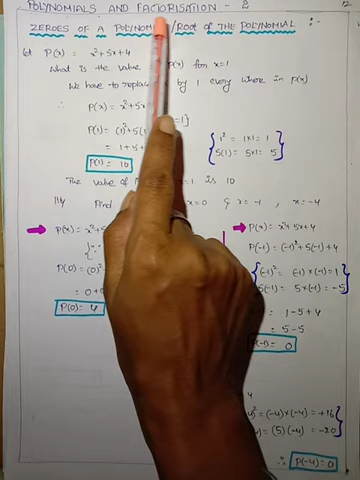 POLYNOMIALS AND FACTORISATION - 2 12
ZEROES OF A POLYNOMIAL/ROOT of THE POLYNOMIAL :-
let P(x) = x²+5x+4
What is the value P(x) for x=1
We have to replace by 1 every where in p(x)
∴ P(x) = x²+5x
P(1) = (1)²+5(1 =1]
1² = 1x1 = 1
= 1+5+
5(1) = 5x1 = 5
P(1) = 10
The value of x=1 is 10
|||ly Find x=0 & x=-1 , x=-4
P(x) = x²+5
P(0) = (0)²
= 0+0
P(0) = 4
P(x) = x²+5x+4
P(-1) = (-1)²+5(-1)+4
(-1)² = (-1)x(-1) = 1
5(-1) = 5x(-1) = -5
= 1-5+4
= 5-5
P(-1) = 0
4
)² = (-4)x(-4) = +16
) = (5)(-4) = -20
∴ P(-4) = 0